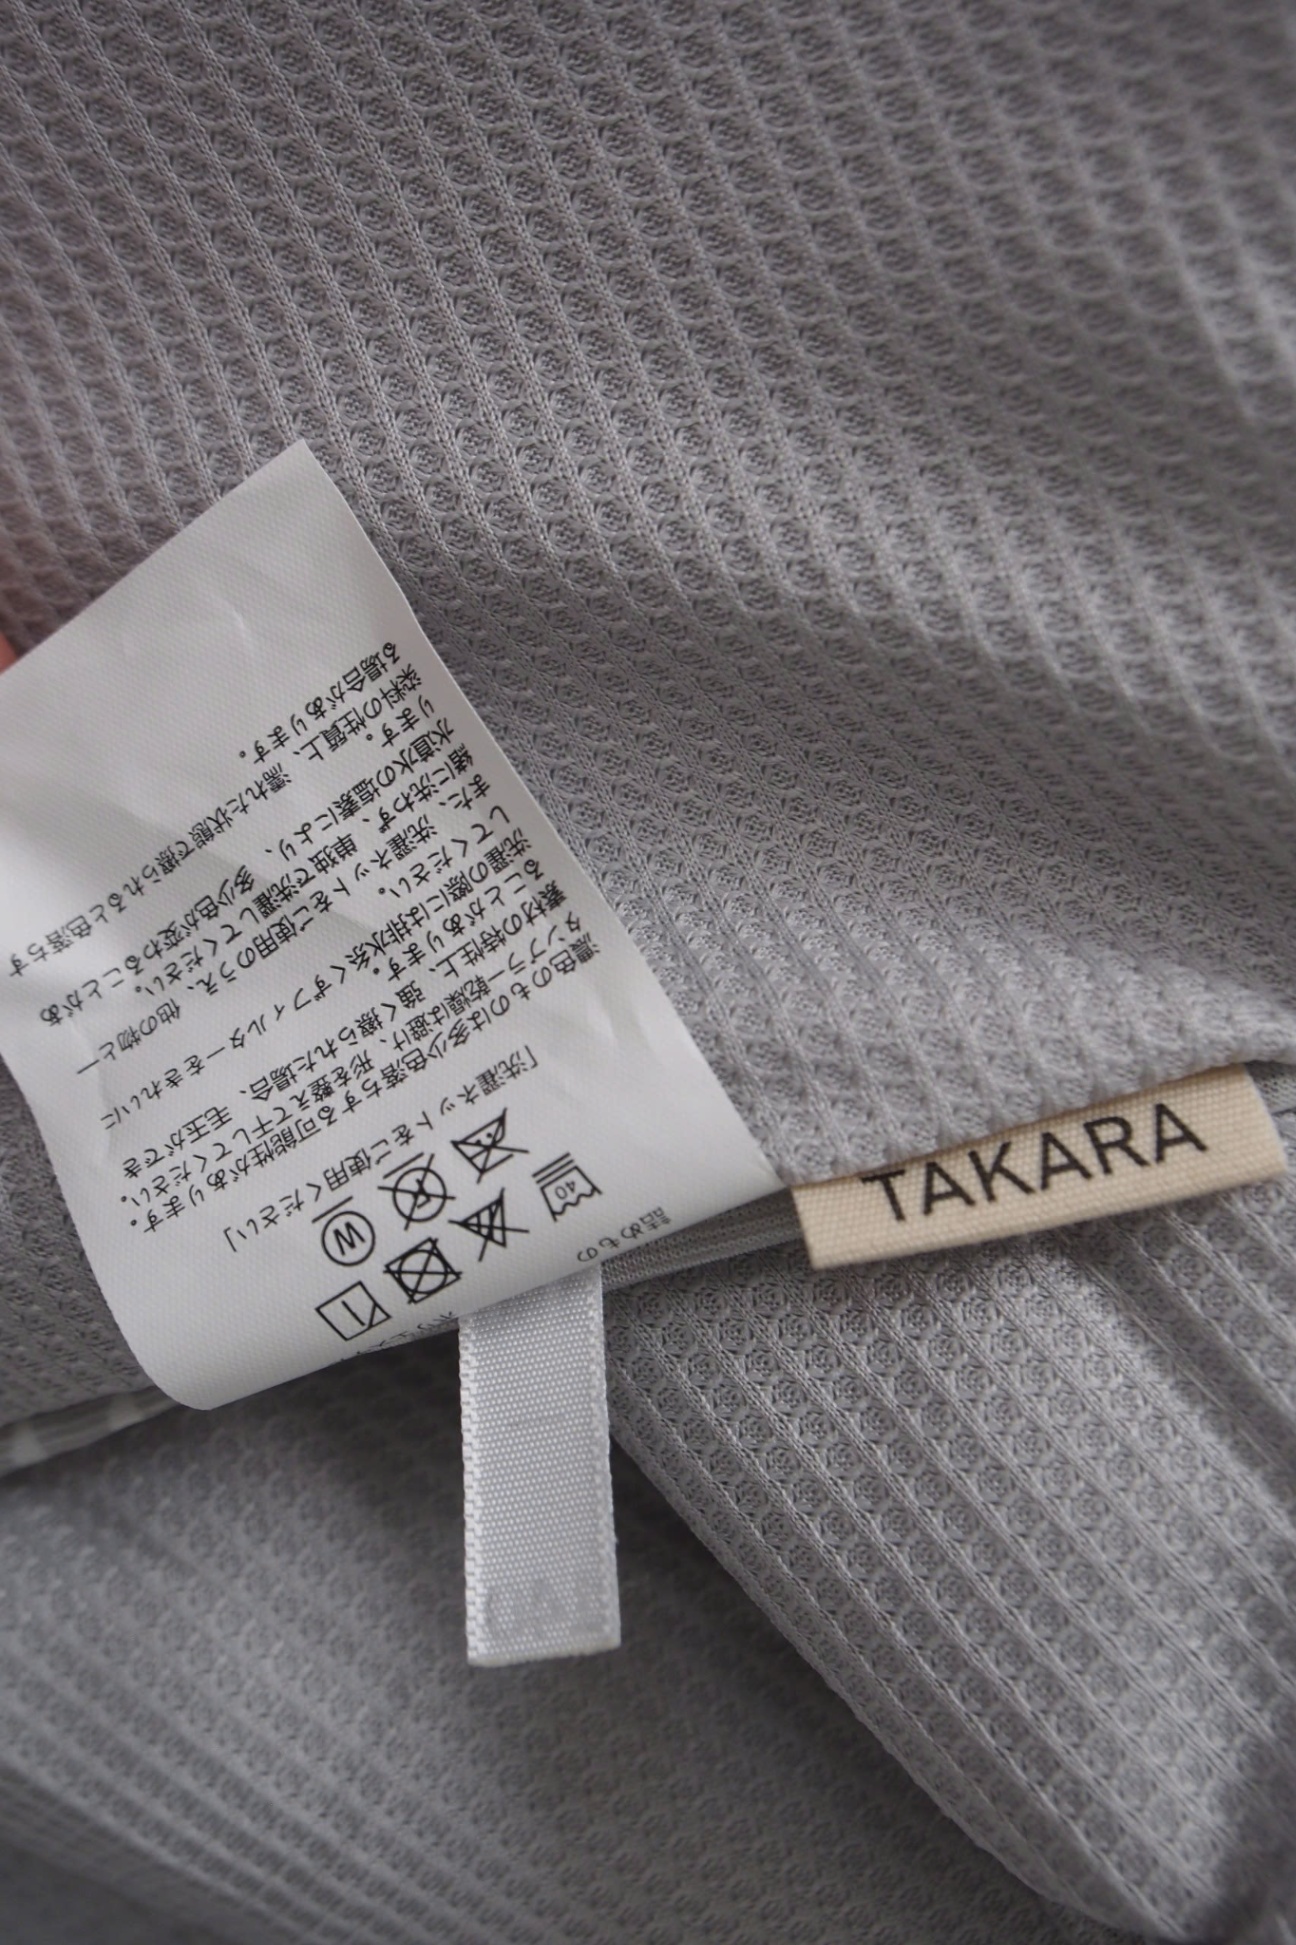 詰めもの
40
W
「洗濯ネットをご使用ください」
濃色のものは多少色落ちする可能性があります。
タンブラー乾燥は避け、形を整えて干してください。
素材の特性上、強く擦られた場合、毛玉ができ
ることがあります。
洗濯の際には排水糸くずフィルターをきれいに
してください。
また、洗濯ネットをご使用のうえ、他の物と一
緒に洗わず、単独で洗濯してください。
水道水の塩素により、多少色が変わることがあ
ります。
染料の性質上、濡れた状態で擦られると色落ちす
る場合があります。
TAKARA